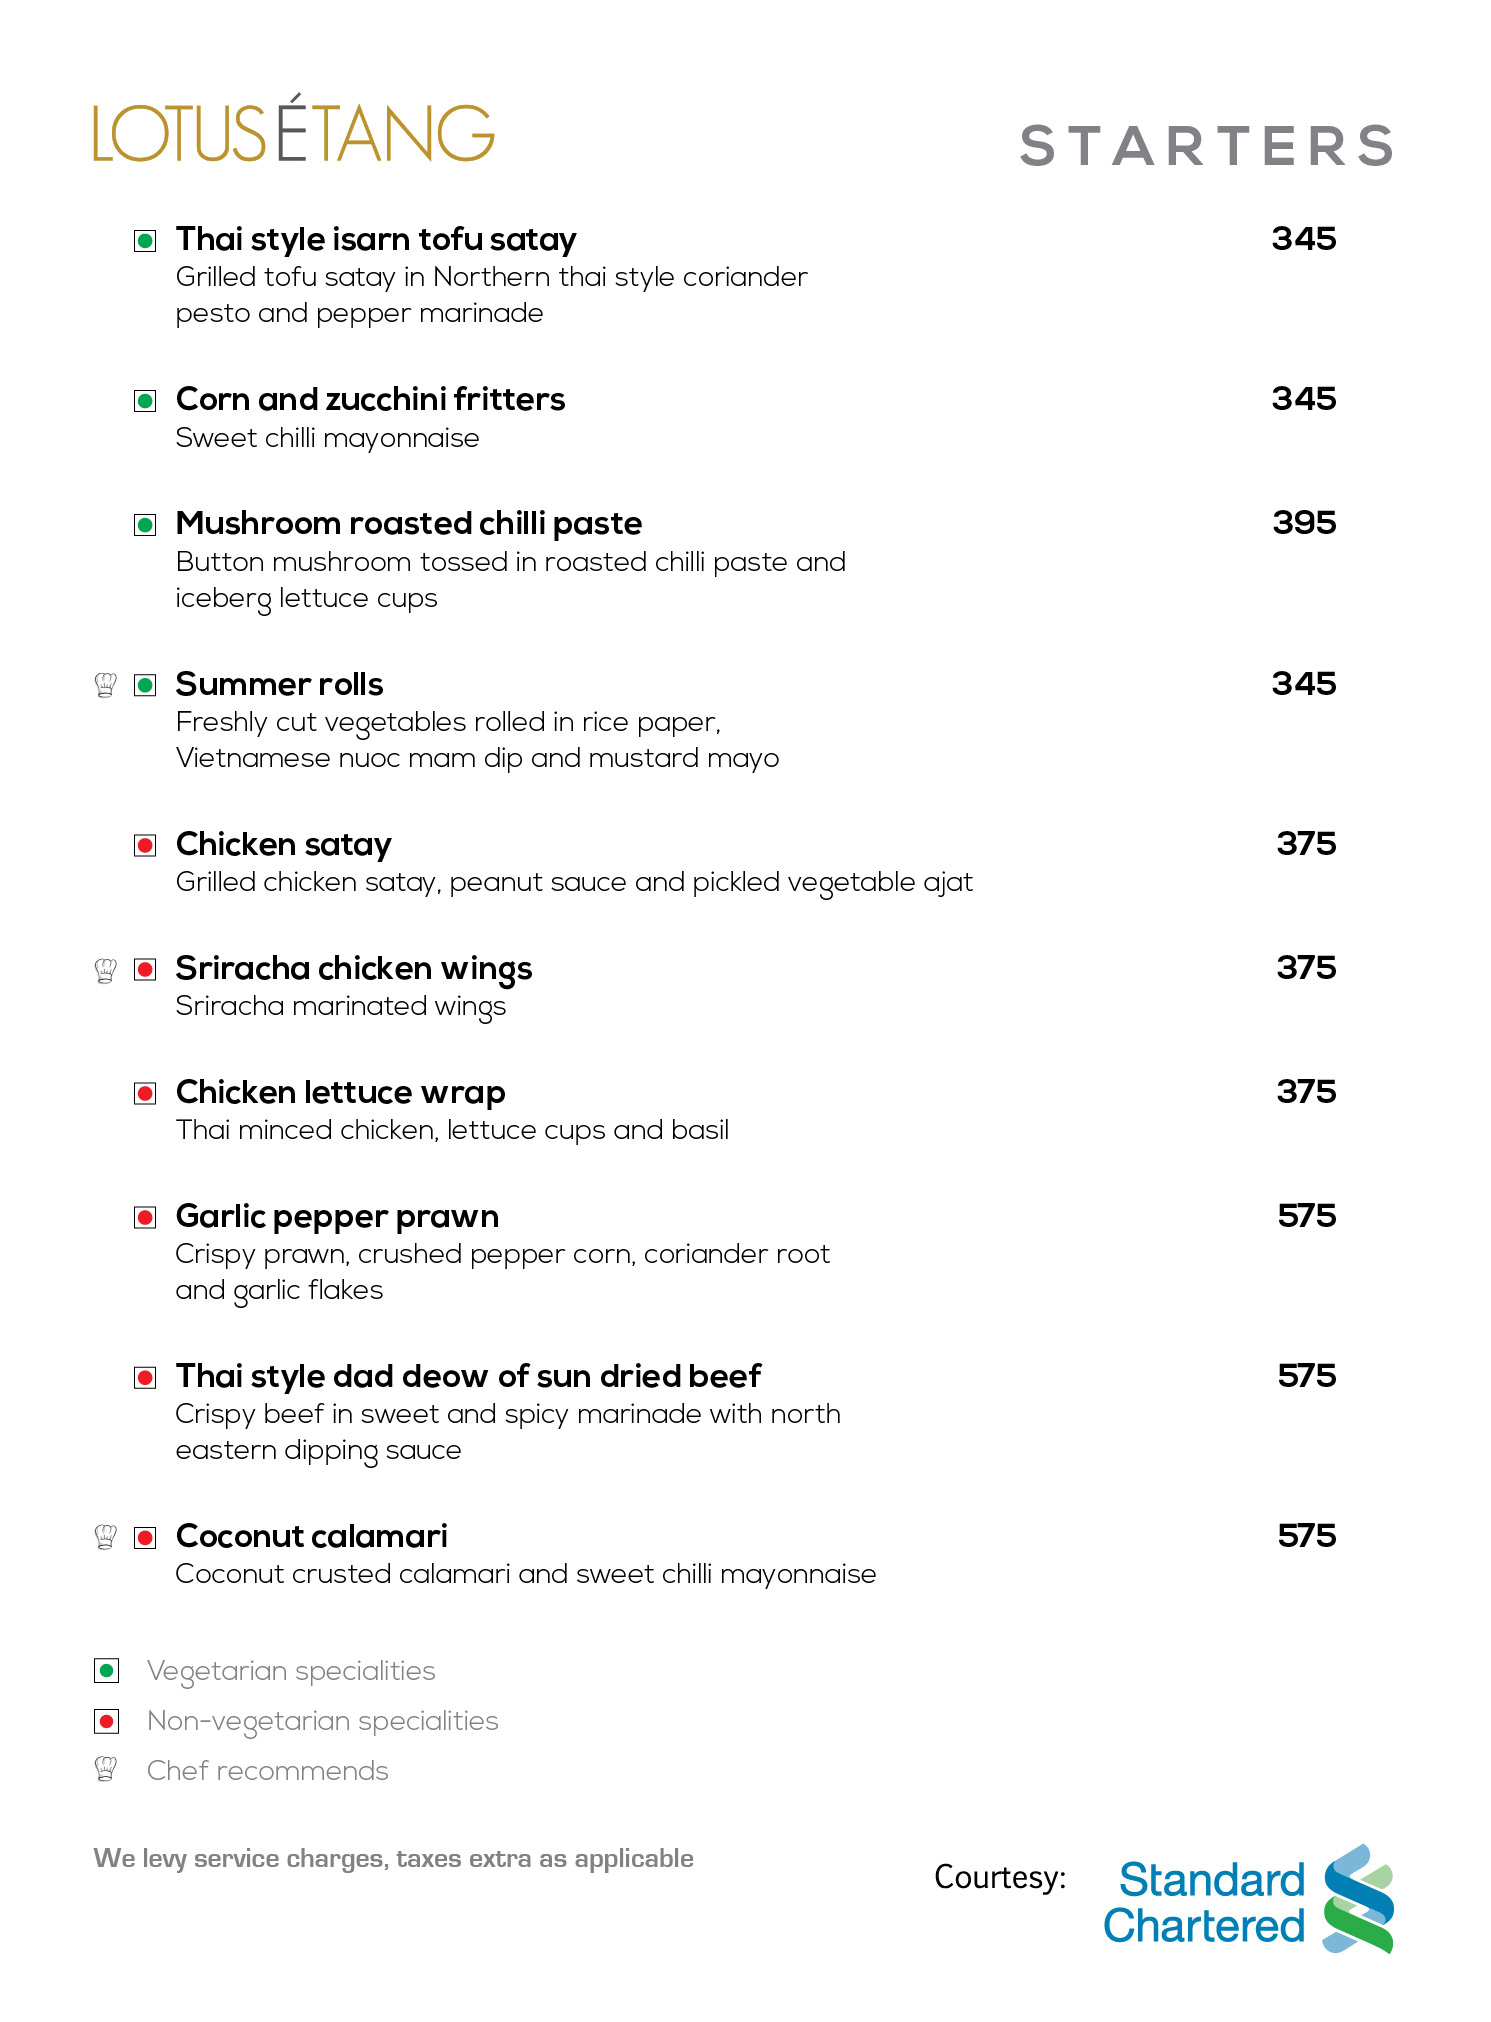 LOTUSÉTANG
STARTERS
Thai style isarn tofu satay 345
Grilled tofu satay in Northern thai style coriander
pesto and pepper marinade
Corn and zucchini fritters 345
Sweet chilli mayonnaise
Mushroom roasted chilli paste 395
Button mushroom tossed in roasted chilli paste and
iceberg lettuce cups
Summer rolls 345
Freshly cut vegetables rolled in rice paper,
Vietnamese nuoc mam dip and mustard mayo
Chicken satay 375
Grilled chicken satay, peanut sauce and pickled vegetable ajat
Sriracha chicken wings 375
Sriracha marinated wings
Chicken lettuce wrap 375
Thai minced chicken, lettuce cups and basil
Garlic pepper prawn 575
Crispy prawn, crushed pepper corn, coriander root
and garlic flakes
Thai style dad deow of sun dried beef 575
Crispy beef in sweet and spicy marinade with north
eastern dipping sauce
Coconut calamari 575
Coconut crusted calamari and sweet chilli mayonnaise
Vegetarian specialities
Non-vegetarian specialities
Chef recommends
We levy service charges, taxes extra as applicable
Courtesy:
Standard
Chartered